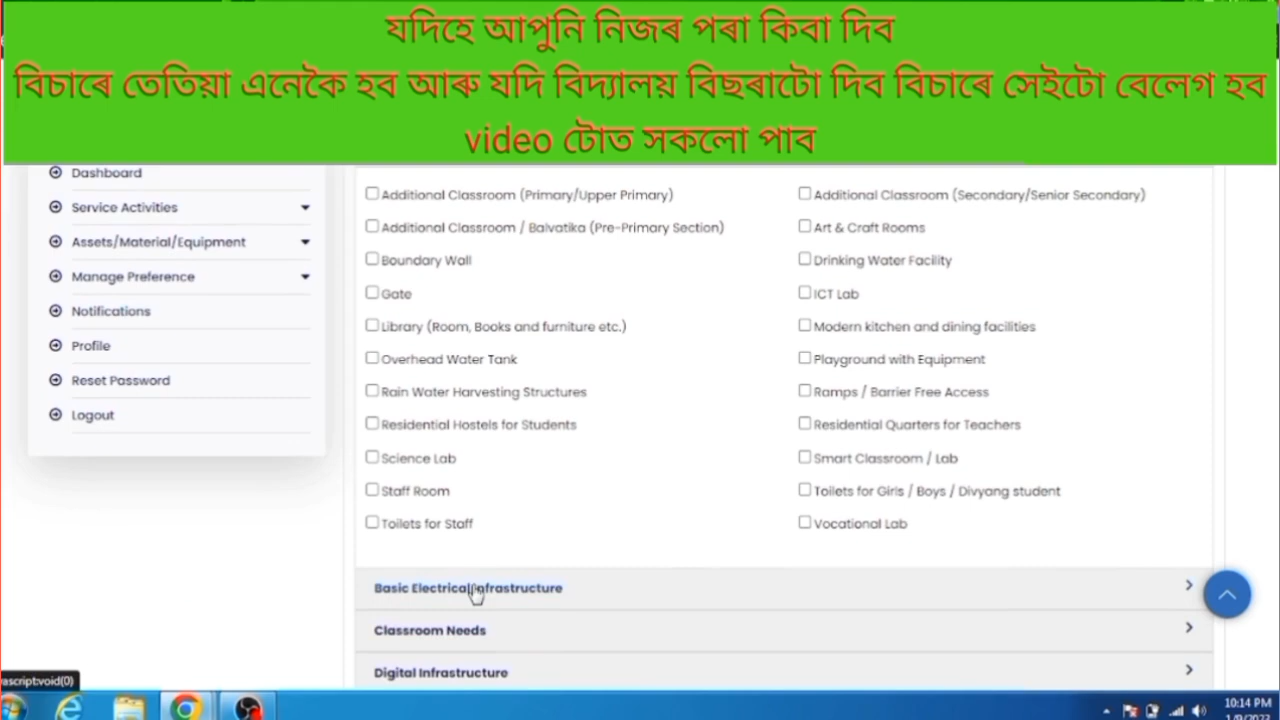 যদিহে আপুনি নিজৰ পৰা কিবা দিব
বিচাৰে তেতিয়া এনেকৈ হব আৰু যদি বিদ্যালয় বিছৰাটো দিব বিচাৰে সেইটো বেলেগ হব
video টোত সকলো পাব
Dashboard
Service Activities
Assets/Material/Equipment
Manage Preference
Notifications
Profile
Reset Password
Logout
Additional Classroom (Primary/Upper Primary) Additional Classroom (Secondary/Senior Secondary)
Additional Classroom / Balvatika (Pre-Primary Section) Art & Craft Rooms
Boundary Wall Drinking Water Facility
Gate ICT Lab
Library (Room, Books and furniture etc.) Modern kitchen and dining facilities
Overhead Water Tank Playground with Equipment
Rain Water Harvesting Structures Ramps / Barrier Free Access
Residential Hostels for Students Residential Quarters for Teachers
Science Lab Smart Classroom / Lab
Staff Room Toilets for Girls / Boys / Divyang student
Toilets for Staff Vocational Lab
Basic Electrical Infrastructure
Classroom Needs
Digital Infrastructure
ascript:void(0)
10:14 PM